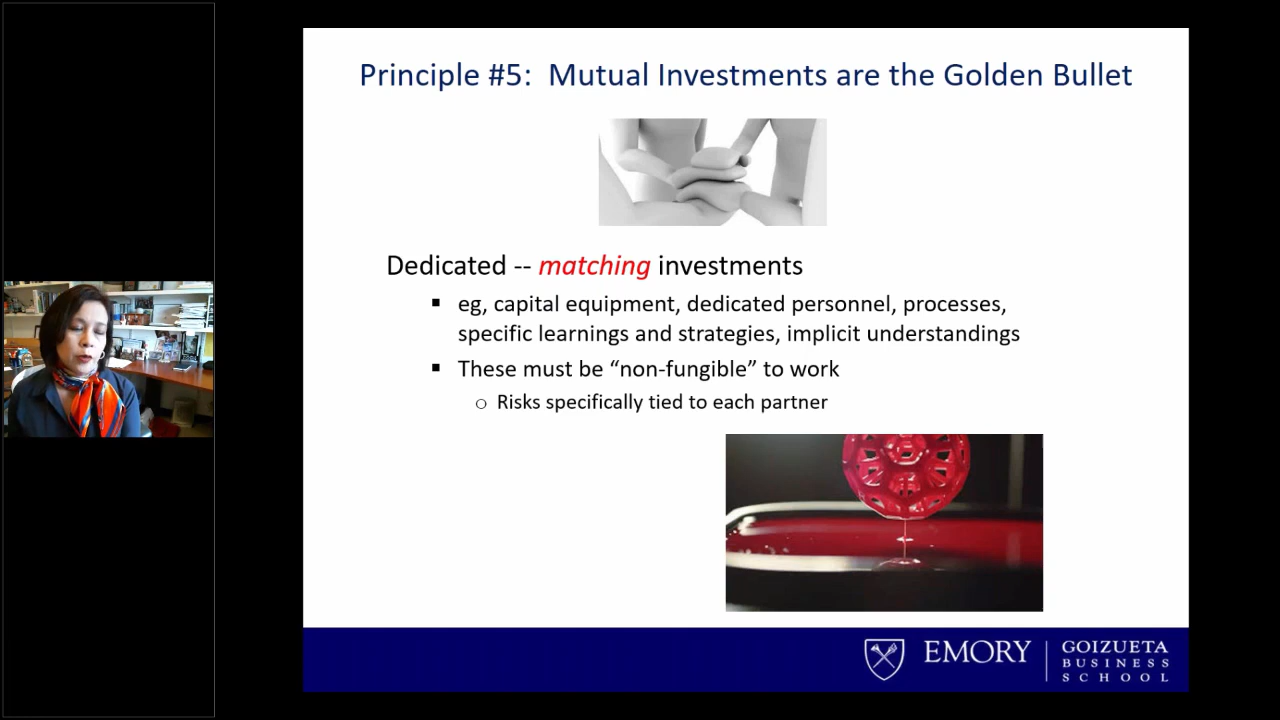 Principle #5:  Mutual Investments are the Golden Bullet
Dedicated -- matching investments
▪ eg, capital equipment, dedicated personnel, processes,
specific learnings and strategies, implicit understandings
▪ These must be “non-fungible” to work
○ Risks specifically tied to each partner
EMORY
GOIZUETA
BUSINESS
SCHOOL